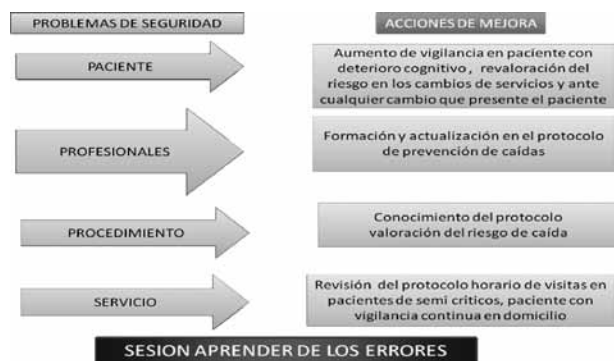 PROBLEMAS DE SEGURIDAD
ACCIONES DE MEJORA
PACIENTE
Aumento de vigilancia en paciente con
deterioro cognitivo, revaloración del
riesgo en los cambios de servicios y ante
cualquier cambio que presente el paciente
PROFESIONALES
Formación y actualización en el protocolo
de prevención de caídas
PROCEDIMIENTO
Conocimiento del protocolo
valoración del riesgo de caída
SERVICIO
Revisión del protocolo horario de visitas en
pacientes de semi criticos, paciente con
vigilancia continua en domicilio
SESION APRENDER DE LOS ERRORES